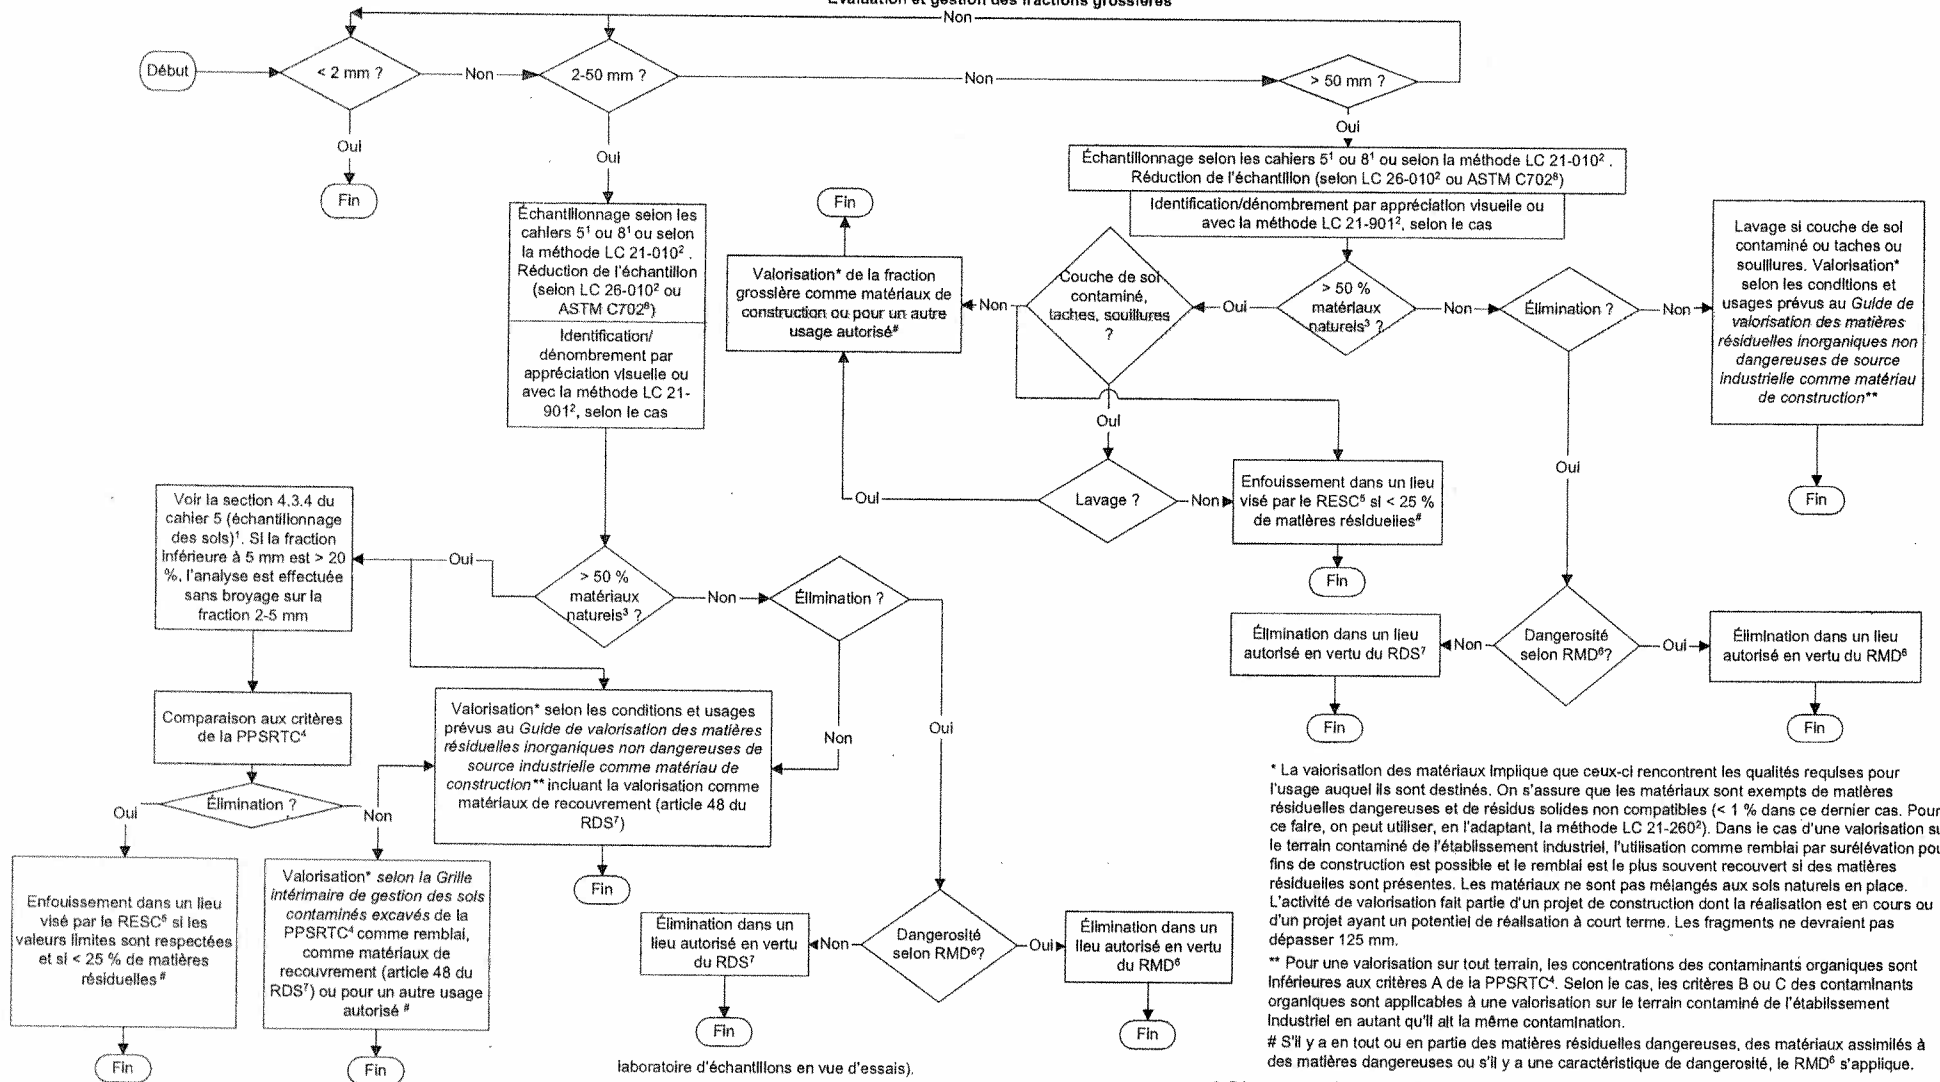 Évaluation et gestion des fractions grossières
Non
Début
< 2 mm ?
Non
2-50 mm ?
Non
> 50 mm ?
Oui
Fin
Oui
Échantillonnage selon les
cahiers 5¹ ou 8¹ ou selon
la méthode LC 21-010² .
Réduction de l'échantillon
(selon LC 26-010² ou
ASTM C702⁸)
Identification/
dénombrement par
appréciation visuelle ou
avec la méthode LC 21-
901², selon le cas
Oui
Échantillonnage selon les cahiers 5¹ ou 8¹ ou selon la méthode LC 21-010² .
Réduction de l'échantillon (selon LC 26-010² ou ASTM C702⁸)
Identification/dénombrement par appréciation visuelle ou
avec la méthode LC 21-901², selon le cas
Fin
Valorisation* de la fraction
grossière comme matériaux de
construction ou pour un autre
usage autorisé#
Non
Couche de sol
contaminé,
taches, souillures
?
Oui
> 50 %
matériaux
naturels³ ?
Non
Élimination ?
Non
Lavage si couche de sol
contaminé ou taches ou
souillures. Valorisation*
selon les conditions et
usages prévus au Guide de
valorisation des matières
résiduelles inorganiques non
dangereuses de source
industrielle comme matériau
de construction**
Fin
Oui
Oui
Lavage ?
Non
Enfouissement dans un lieu
visé par le RESC⁵ si < 25 %
de matières résiduelles#
Fin
Oui
Élimination dans un lieu
autorisé en vertu du RDS⁷
Non
Dangerosité
selon RMD⁶?
Oui
Élimination dans un lieu
autorisé en vertu du RMD⁶
Fin
Fin
Voir la section 4.3.4 du
cahier 5 (échantillonnage
des sols)¹. Si la fraction
inférieure à 5 mm est > 20
%, l'analyse est effectuée
sans broyage sur la
fraction 2-5 mm
Oui
> 50 %
matériaux
naturels³ ?
Non
Élimination ?
Comparaison aux critères
de la PPSRTC⁴
Élimination ?
Oui
Non
Valorisation* selon les conditions et usages
prévus au Guide de valorisation des matières
résiduelles inorganiques non dangereuses de
source industrielle comme matériau de
construction** incluant la valorisation comme
matériaux de recouvrement (article 48 du
RDS⁷)
Non
Oui
Fin
Enfouissement dans un lieu
visé par le RESC⁵ si les
valeurs limites sont respectées
et si < 25 % de matières
résiduelles #
Fin
Valorisation* selon la Grille
intérimaire de gestion des sols
contaminés excavés de la
PPSRTC⁴ comme remblai,
comme matériaux de
recouvrement (article 48 du
RDS⁷) ou pour un autre usage
autorisé #
Fin
Élimination dans un
lieu autorisé en vertu
du RDS⁷
Non
Dangerosité
selon RMD⁶?
Oui
Élimination dans un
lieu autorisé en vertu
du RMD⁶
Fin
Fin
laboratoire d'échantillons en vue d'essais).
* La valorisation des matériaux implique que ceux-ci rencontrent les qualités requises pour
l'usage auquel ils sont destinés. On s'assure que les matériaux sont exempts de matières
résiduelles dangereuses et de résidus solides non compatibles (< 1 % dans ce dernier cas. Pour
ce faire, on peut utiliser, en l'adaptant, la méthode LC 21-260²). Dans le cas d'une valorisation su
le terrain contaminé de l'établissement industriel, l'utilisation comme remblai par surélévation pou
fins de construction est possible et le remblai est le plus souvent recouvert si des matières
résiduelles sont présentes. Les matériaux ne sont pas mélangés aux sols naturels en place.
L'activité de valorisation fait partie d'un projet de construction dont la réalisation est en cours ou
d'un projet ayant un potentiel de réalisation à court terme. Les fragments ne devraient pas
dépasser 125 mm.
** Pour une valorisation sur tout terrain, les concentrations des contaminants organiques sont
inférieures aux critères A de la PPSRTC⁴. Selon le cas, les critères B ou C des contaminants
organiques sont applicables à une valorisation sur le terrain contaminé de l'établissement
industriel en autant qu'il ait la même contamination.
# S'il y a en tout ou en partie des matières résiduelles dangereuses, des matériaux assimilés à
des matières dangereuses ou s'il y a une caractéristique de dangerosité, le RMD⁶ s'applique.